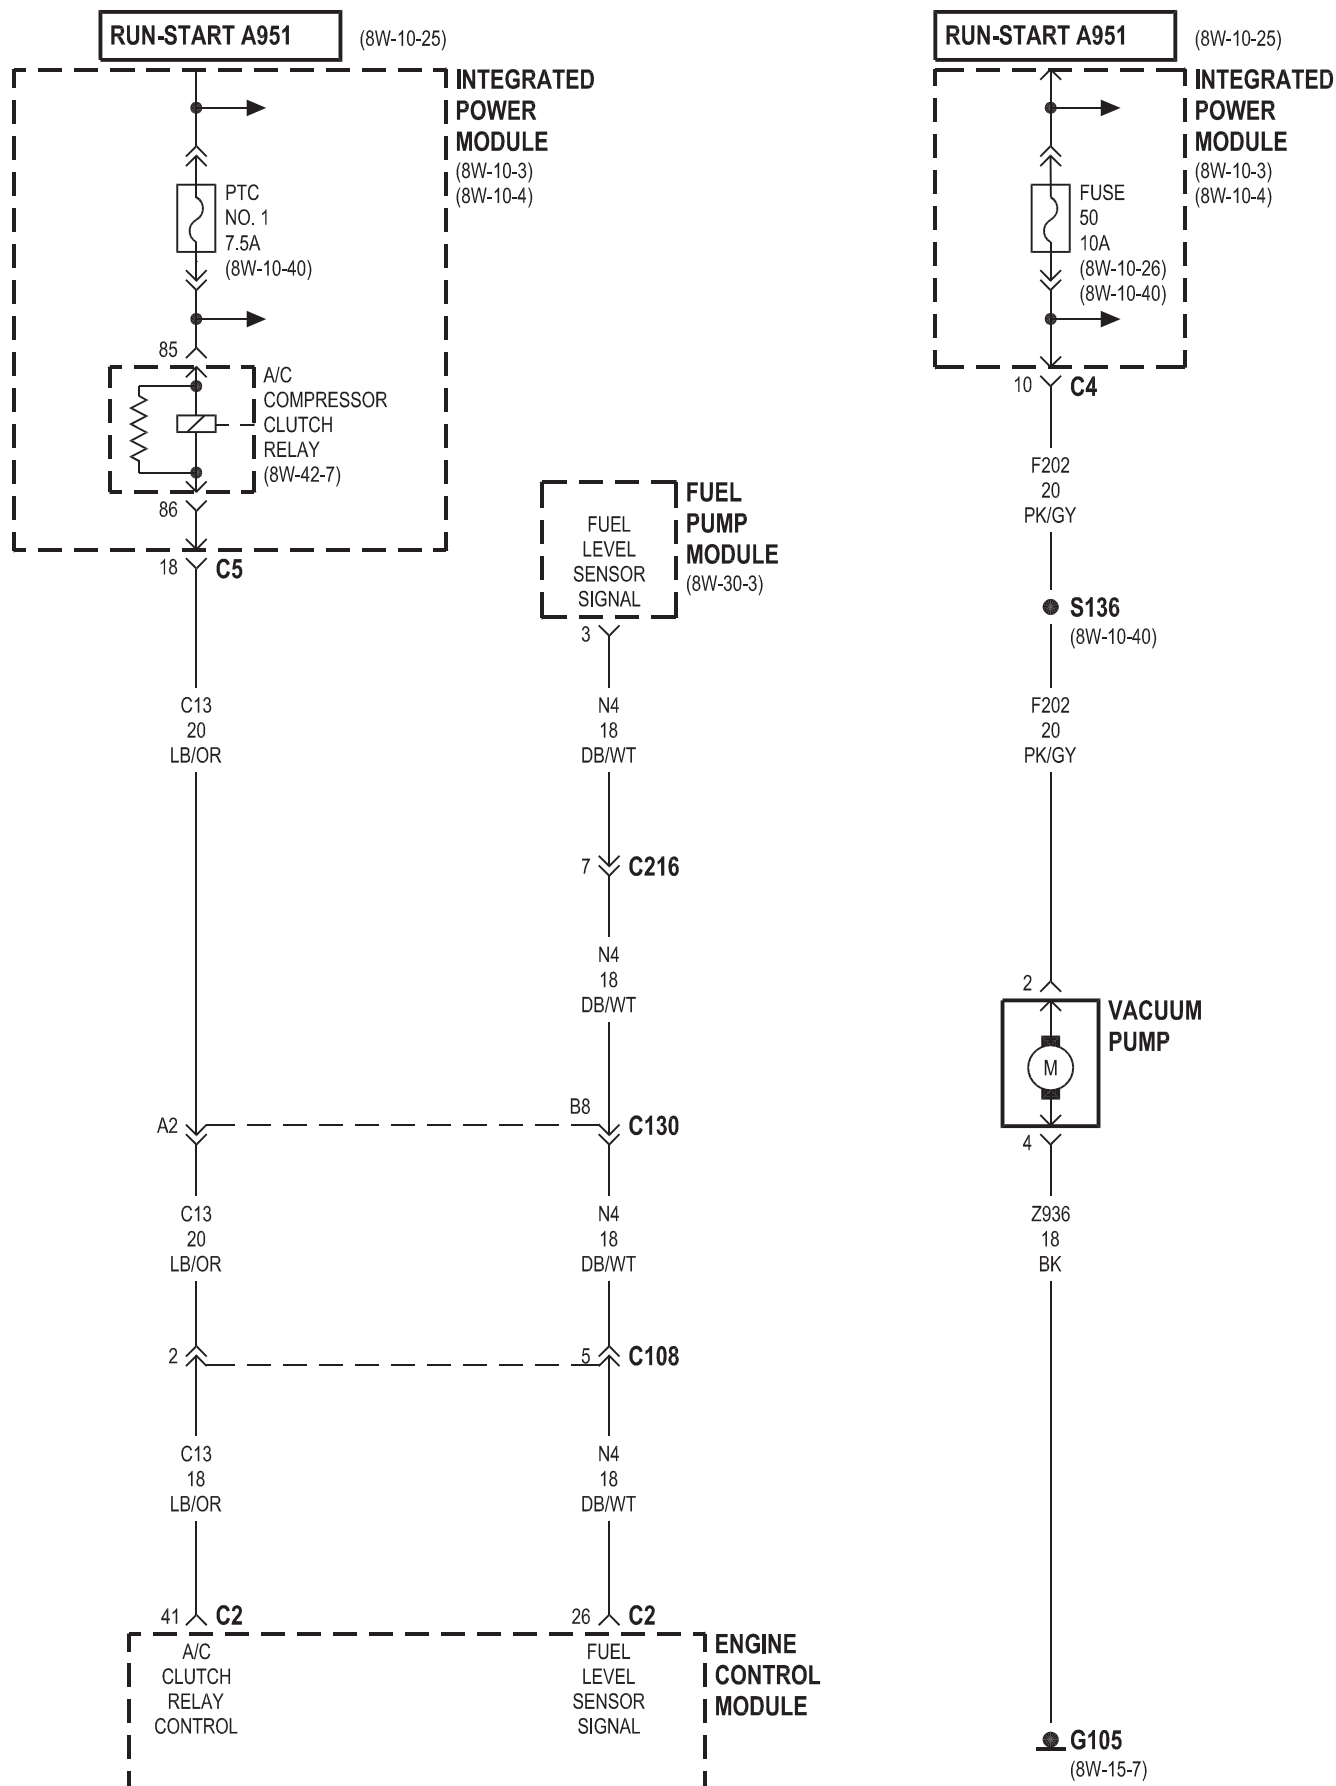 RUN-START A951
(8W-10-25)
INTEGRATED
POWER
MODULE
(8W-10-3)
(8W-10-4)
PTC
NO. 1
7.5A
(8W-10-40)
85
A/C
COMPRESSOR
CLUTCH
RELAY
(8W-42-7)
86
18
C5
C13
20
LB/OR
A2
C13
20
LB/OR
2
C13
18
LB/OR
41
C2
A/C
CLUTCH
RELAY
CONTROL
FUEL
LEVEL
SENSOR
SIGNAL
FUEL
PUMP
MODULE
(8W-30-3)
3
N4
18
DB/WT
7
C216
N4
18
DB/WT
B8
C130
N4
18
DB/WT
5
C108
N4
18
DB/WT
26
C2
FUEL
LEVEL
SENSOR
SIGNAL
ENGINE
CONTROL
MODULE
RUN-START A951
(8W-10-25)
INTEGRATED
POWER
MODULE
(8W-10-3)
(8W-10-4)
FUSE
50
10A
(8W-10-26)
(8W-10-40)
10
C4
F202
20
PK/GY
S136
(8W-10-40)
F202
20
PK/GY
2
VACUUM
PUMP
M
4
Z936
18
BK
G105
(8W-15-7)